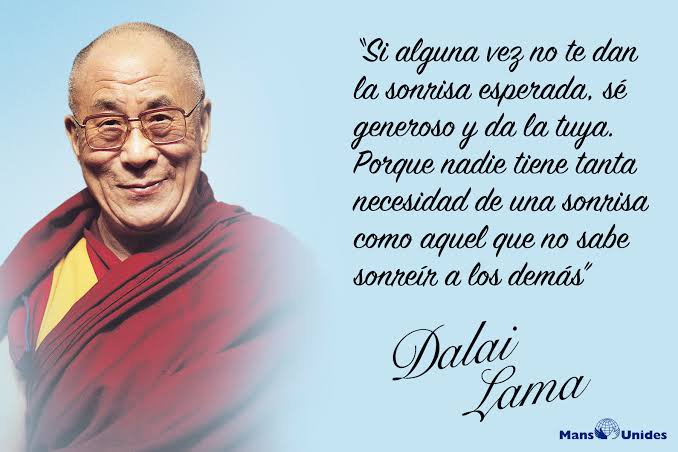 “Si alguna vez no te dan
la sonrisa esperada, sé
generoso y da la tuya.
Porque nadie tiene tanta
necesidad de una sonrisa
como aquel que no sabe
sonreír a los demás”
Dalai
Lama
Mans Unides